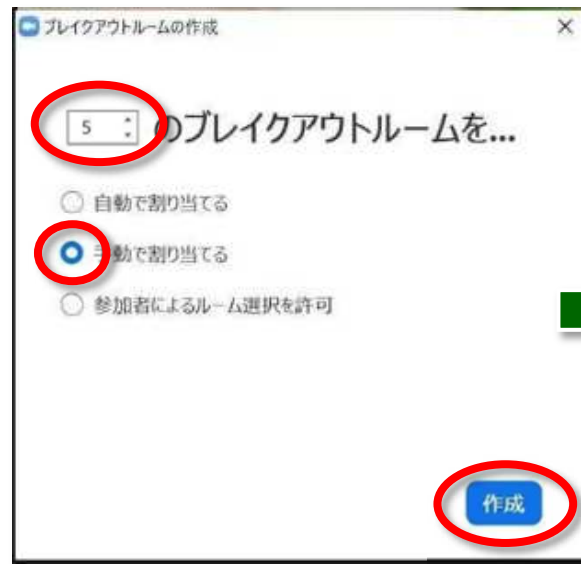 ブレイクアウトルームの作成
5 のブレイクアウトルームを...
自動で割り当てる
手動で割り当てる
参加者によるルーム選択を許可
作成